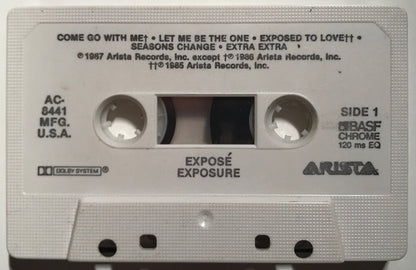 COME GO WITH ME† • LET ME BE THE ONE • EXPOSED TO LOVE†† •
SEASONS CHANGE • EXTRA EXTRA
℗1987 Arista Records, Inc. except †℗1986 Arista Records, Inc.
††℗1985 Arista Records, Inc.
AC-
8441
MFG.
U.S.A.
SIDE 1
BASF
CHROME
120 ms EQ
EXPOSÉ
EXPOSURE
DOLBY SYSTEM®
ARISTA